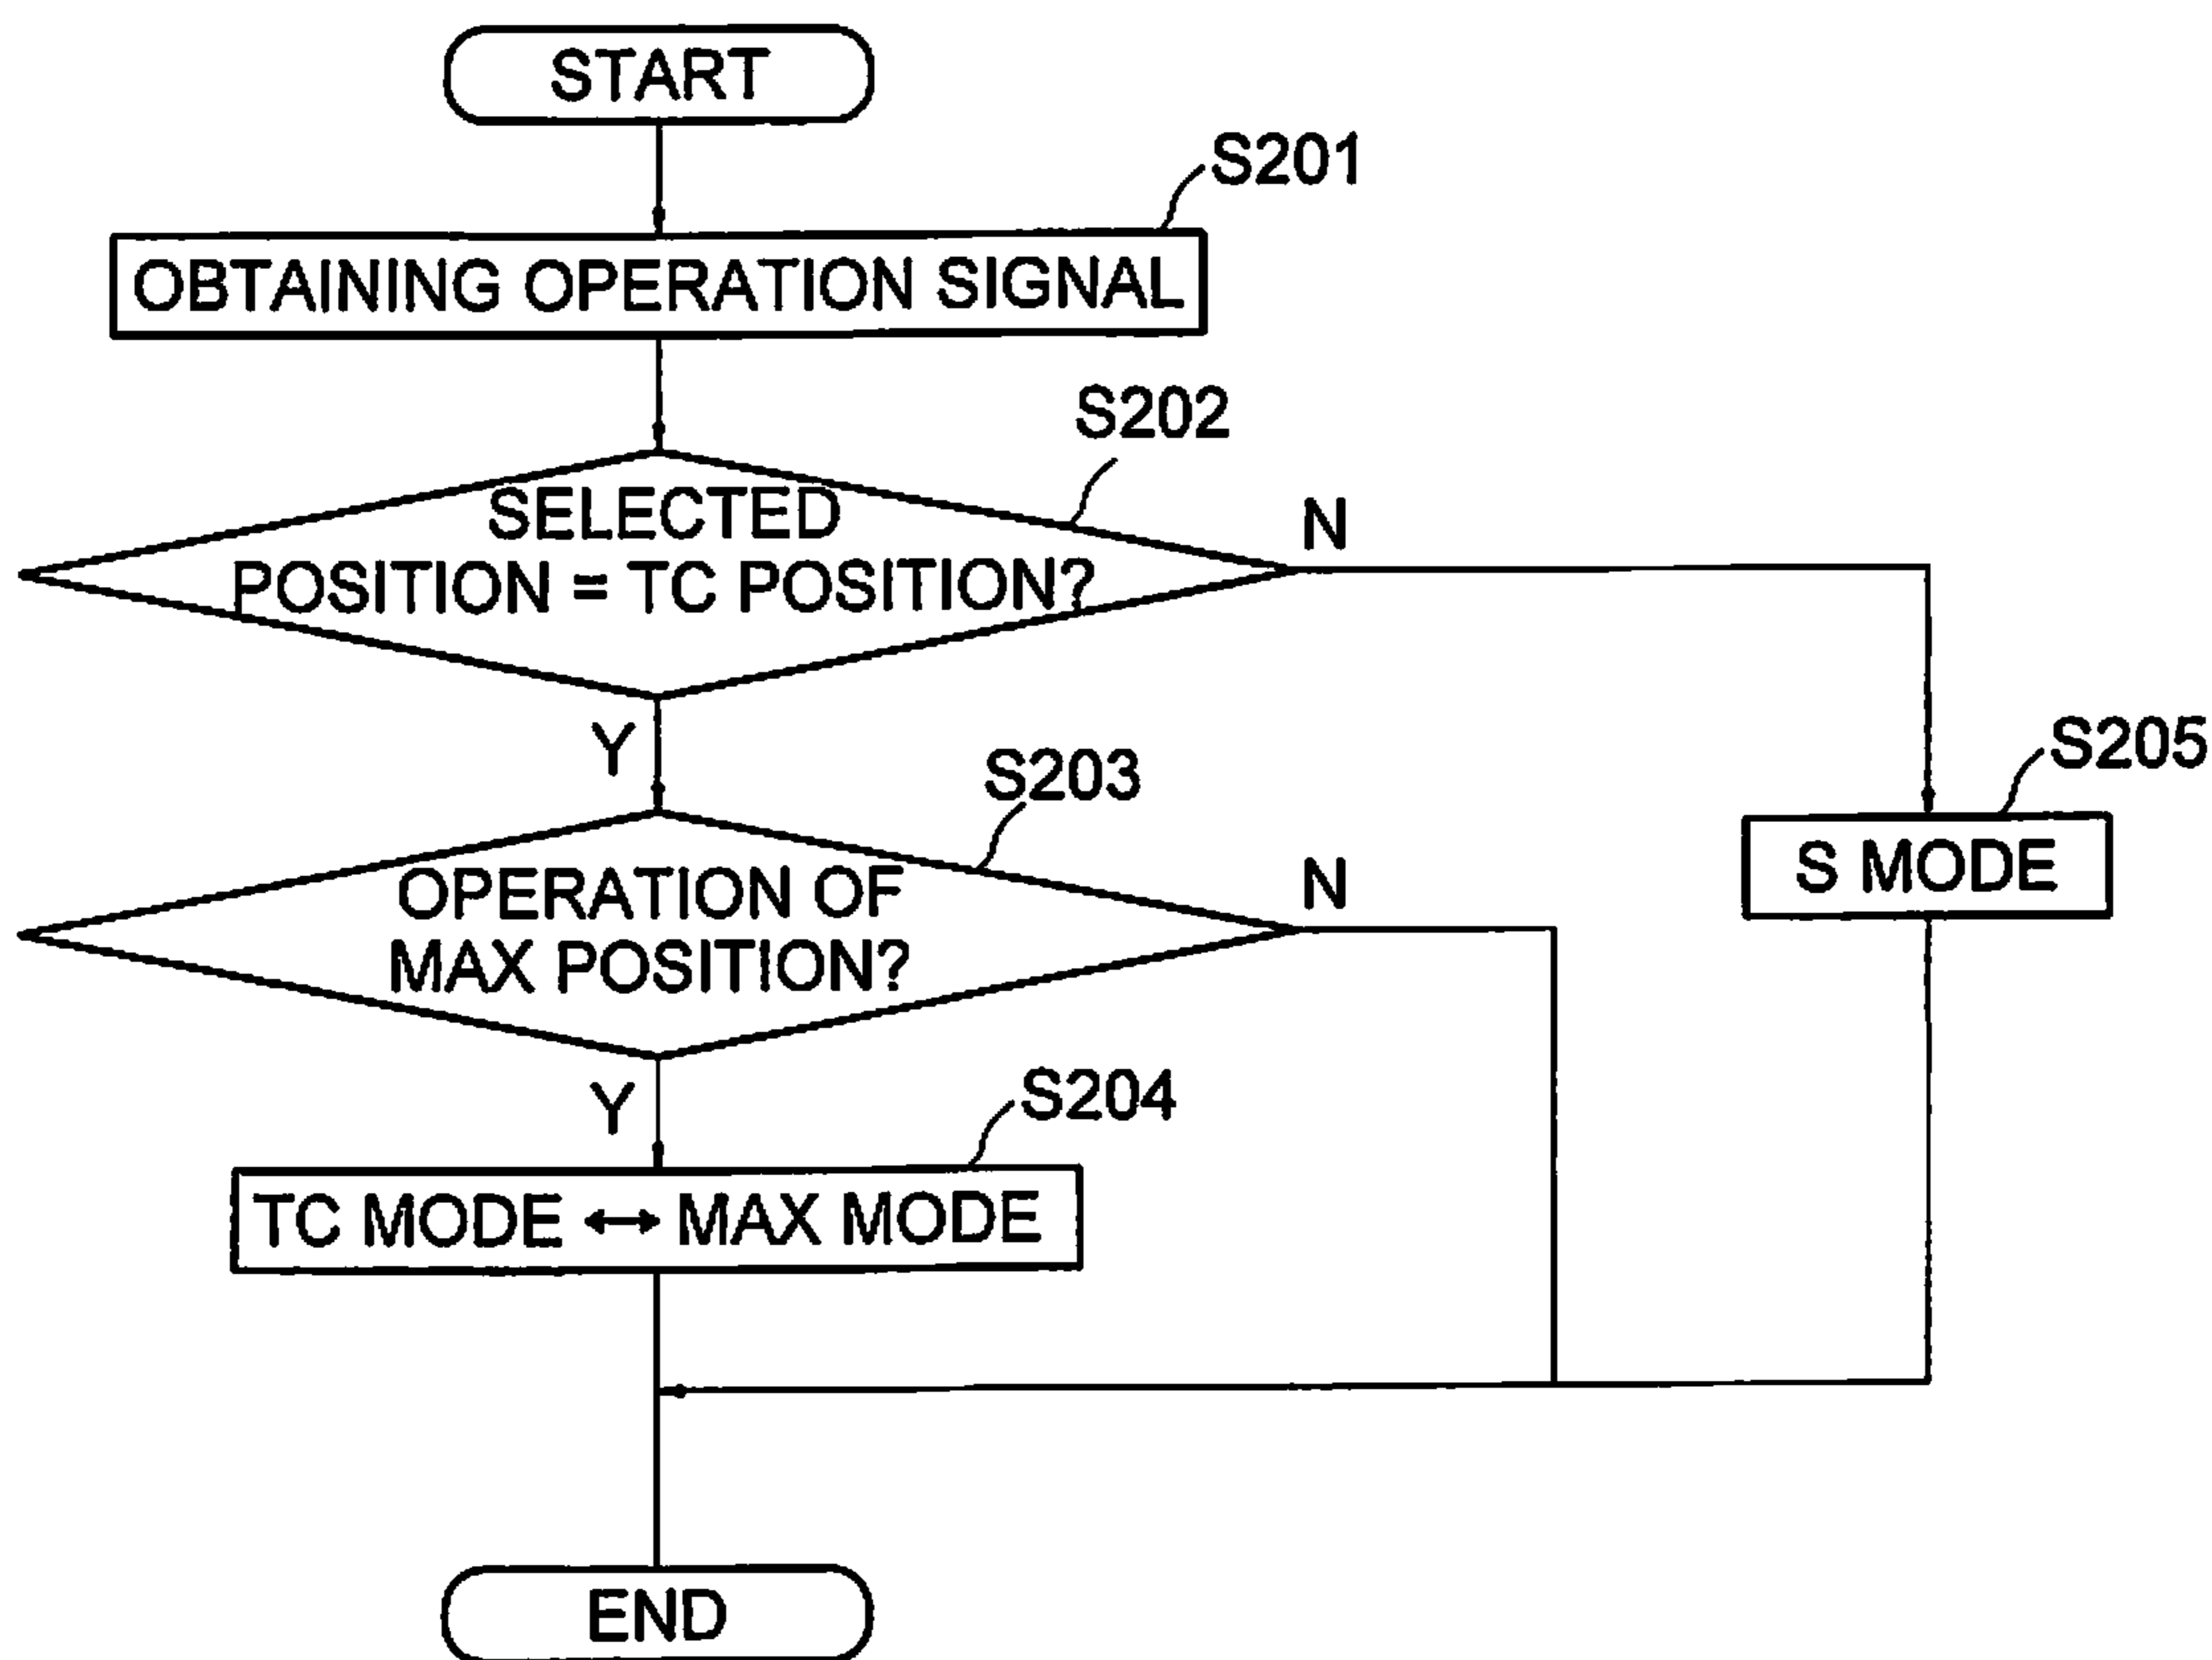 START
S201
OBTAINING OPERATION SIGNAL
S202
SELECTED
POSITION = TC POSITION?
N
Y
S203
S205
OPERATION OF
MAX POSITION?
N
S MODE
Y
S204
TC MODE ↔ MAX MODE
END